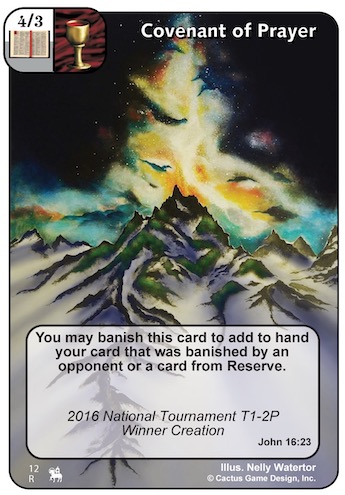 4/3
Covenant of Prayer
You may banish this card to add to hand
your card that was banished by an
opponent or a card from Reserve.
2016 National Tournament T1-2P
Winner Creation
John 16:23
12
R
Illus. Nelly Watertor
© Cactus Game Design, Inc.